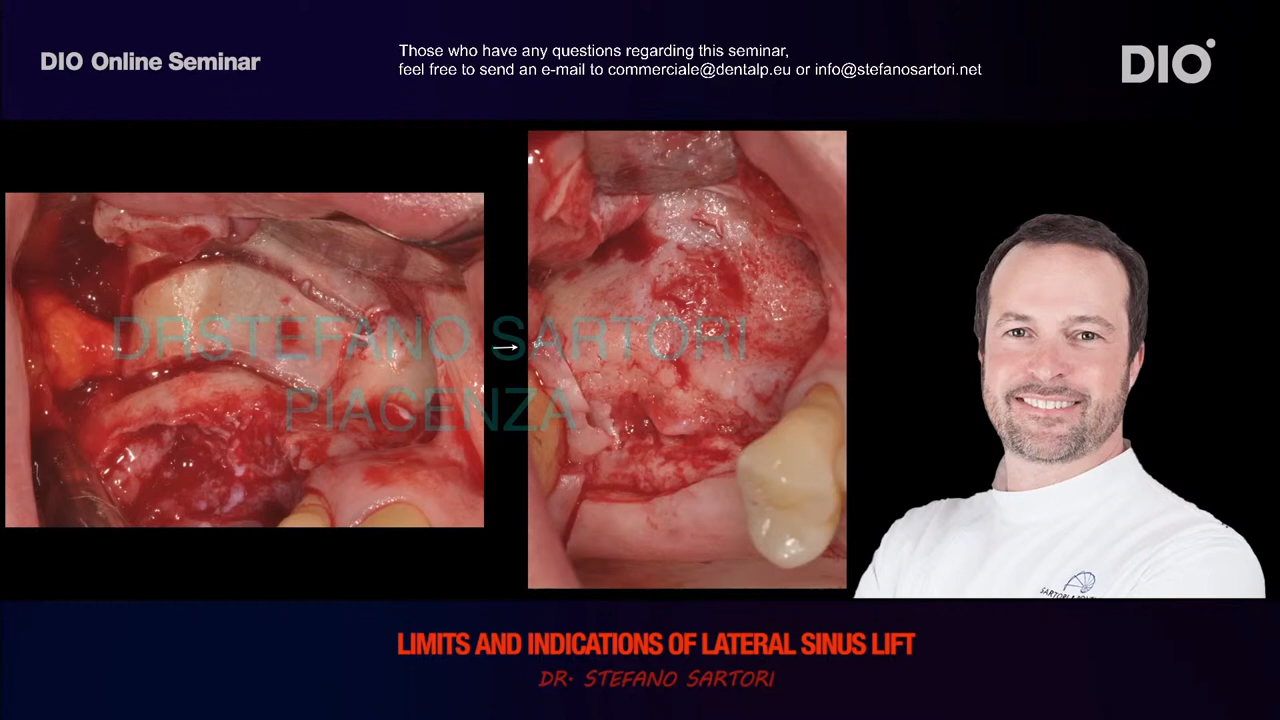 DIO Online Seminar
Those who have any questions regarding this seminar,
feel free to send an e-mail to commerciale@dentalp.eu or info@stefanosartori.net
DIO
DRSTEFANO SARTORI
PIACENZA
LIMITS AND INDICATIONS OF LATERAL SINUS LIFT
DR. STEFANO SARTORI